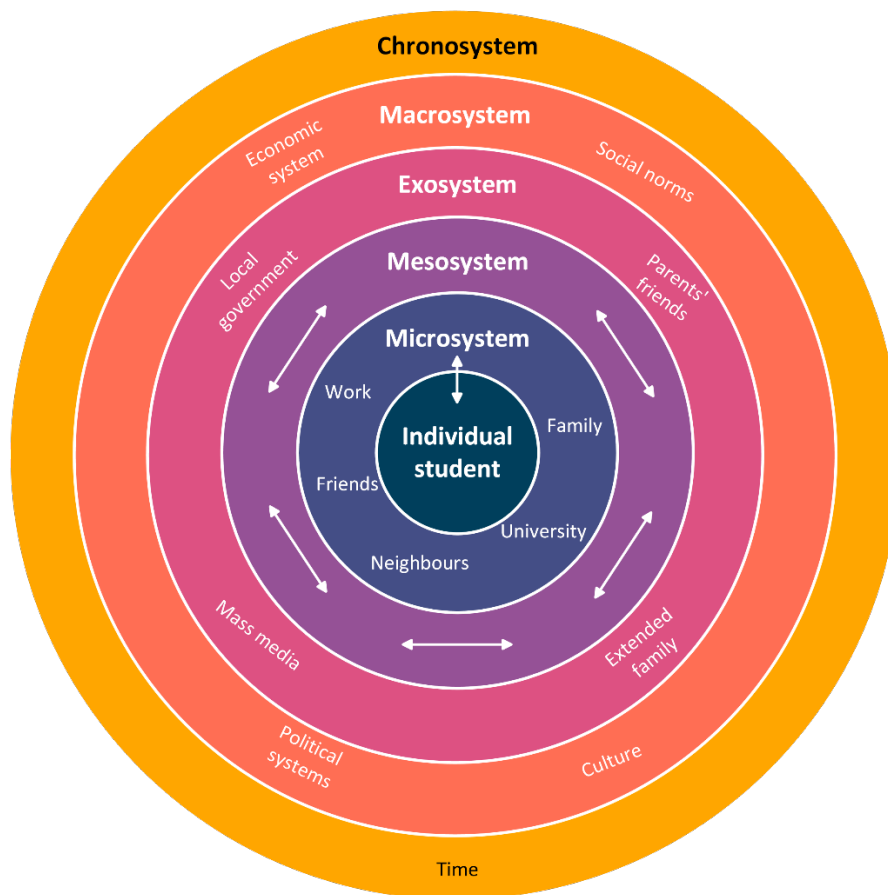 Chronosystem
Macrosystem
Economic
system
Social norms
Exosystem
Local
government
Parents'
friends
Mesosystem
Microsystem
Work
Family
Individual
student
Friends
University
Neighbours
Mass media
Extended
family
Political
systems
Culture
Time